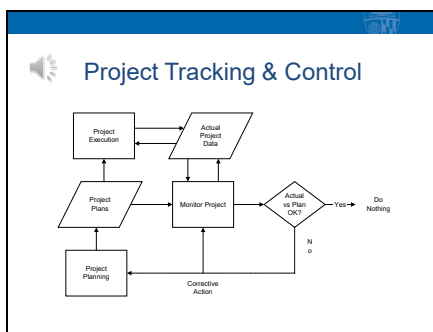 Project Tracking & Control
Project
Execution
Actual
Project
Data
Project
Plans
Monitor Project
Actual
vs Plan
OK?
Yes
Do
Nothing
N
o
Project
Planning
Corrective
Action